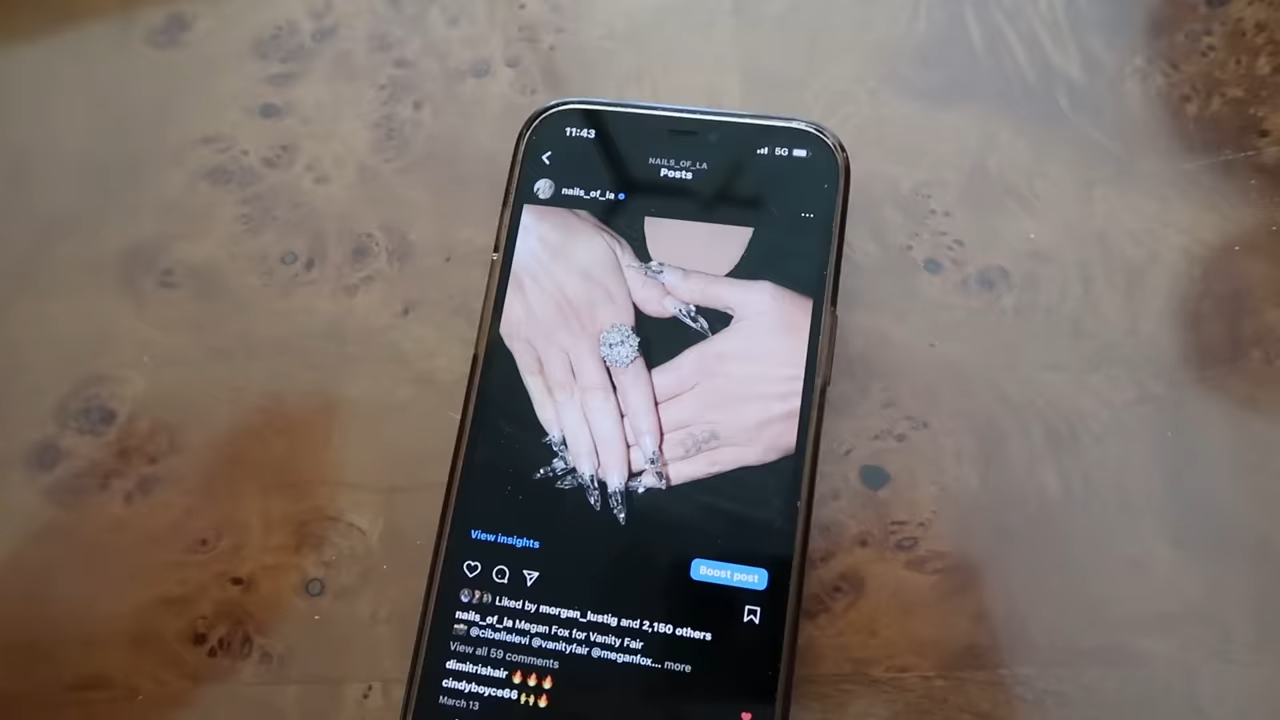 11:43
5G
NAILS_OF_LA
Posts
nails_of_la
View insights
Boost post
Liked by morgan_lustig and 2,150 others
nails_of_la Megan Fox for Vanity Fair
📸 @cibellelevi @vanityfair @meganfox... more
View all 59 comments
dimitrishair 🔥🔥🔥
cindyboyce66 🙌🔥
March 13